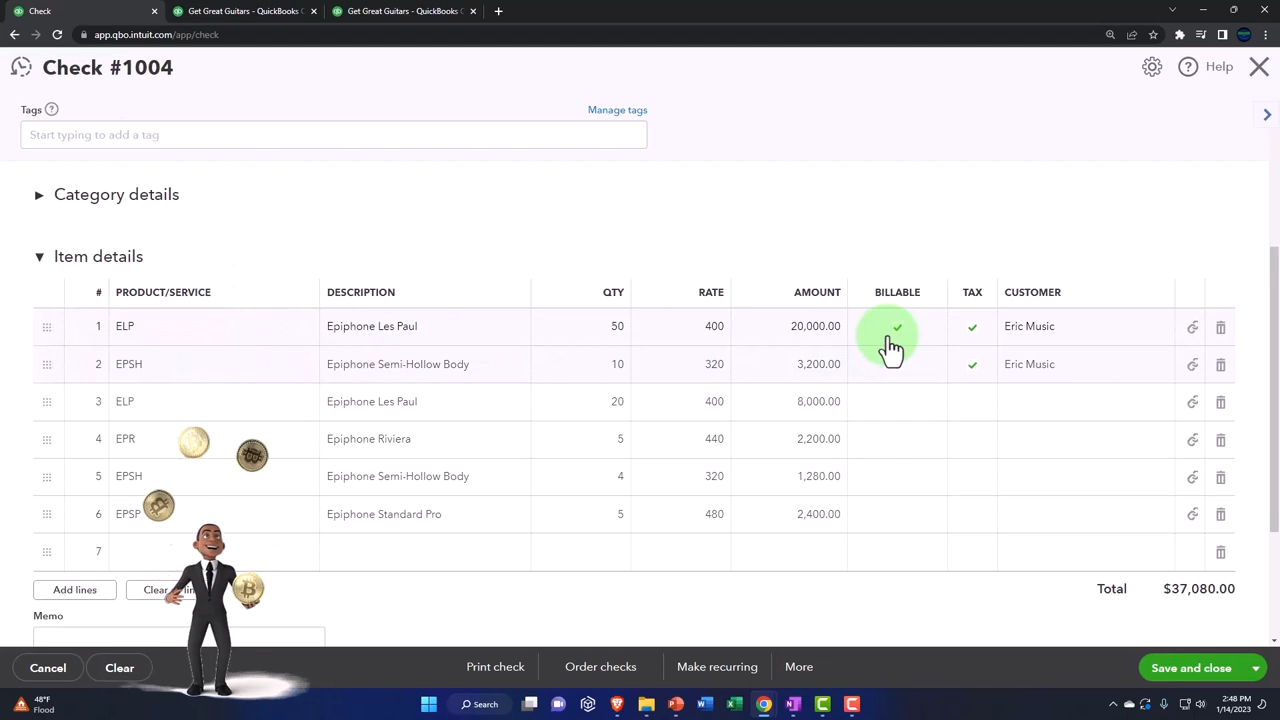 Check
Get Great Guitars - QuickBooks C
Get Great Guitars - QuickBooks C
app.qbo.intuit.com/app/check
Check #1004
Help
Tags
Manage tags
Start typing to add a tag
Category details
Item details
# PRODUCT/SERVICE DESCRIPTION QTY RATE AMOUNT BILLABLE TAX CUSTOMER
1 ELP Epiphone Les Paul 50 400 20,000.00 Eric Music
2 EPSH Epiphone Semi-Hollow Body 10 320 3,200.00 Eric Music
3 ELP Epiphone Les Paul 20 400 8,000.00
4 EPR Epiphone Riviera 5 440 2,200.00
5 EPSH Epiphone Semi-Hollow Body 4 320 1,280.00
6 EPSP Epiphone Standard Pro 5 480 2,400.00
7
Add lines Clear
Total $37,080.00
Memo
Cancel Clear Print check Order checks Make recurring More Save and close
48°F
Flood
Search
2:48 PM
1/14/2023